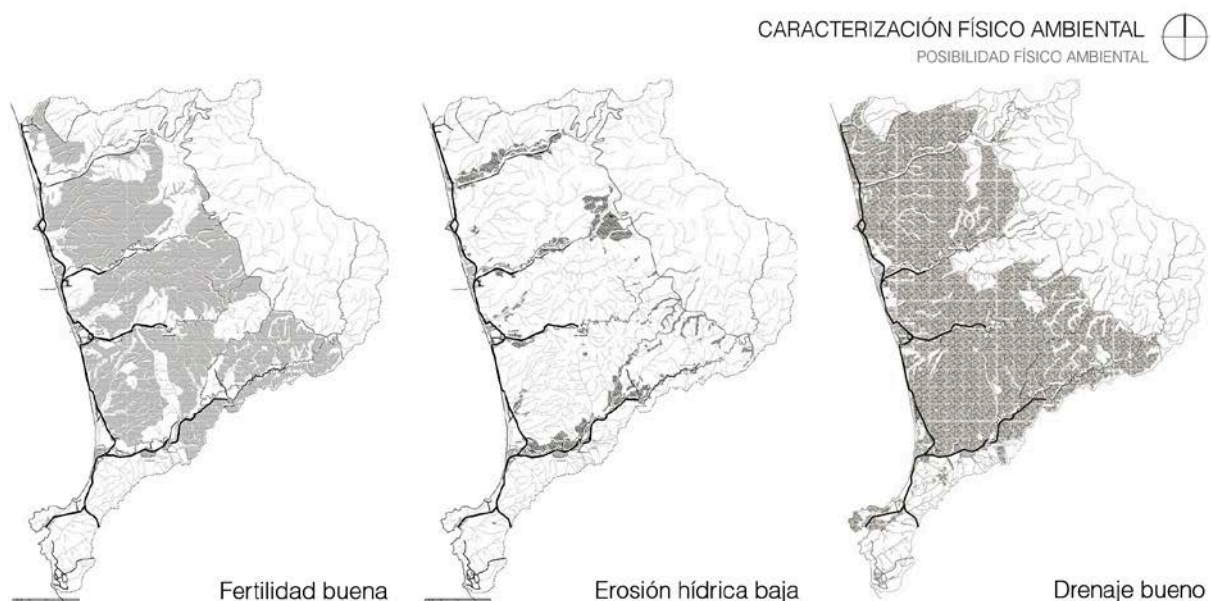 CARACTERIZACIÓN FÍSICO AMBIENTAL
POSIBILIDAD FÍSICO AMBIENTAL
Fertilidad buena
Erosión hídrica baja
Drenaje bueno